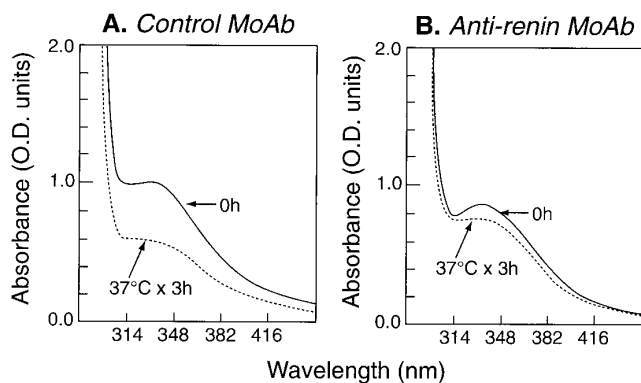 A. Control MoAb
B. Anti-renin MoAb
Absorbance (O.D. units)
2.0
1.0
0.0
0h
37°C x 3h
314 348 382 416
Absorbance (O.D. units)
2.0
1.0
0.0
0h
37°C x 3h
314 348 382 416
Wavelength (nm)